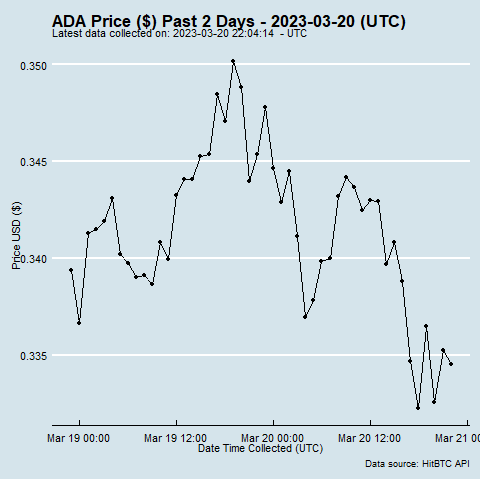 ADA Price ($) Past 2 Days - 2023-03-20 (UTC)
Latest data collected on: 2023-03-20 22:04:14 - UTC
0.350
0.345
0.340
0.335
Price USD ($)
Mar 19 00:00 Mar 19 12:00 Mar 20 00:00 Mar 20 12:00 Mar 21 00
Date Time Collected (UTC)
Data source: HitBTC API